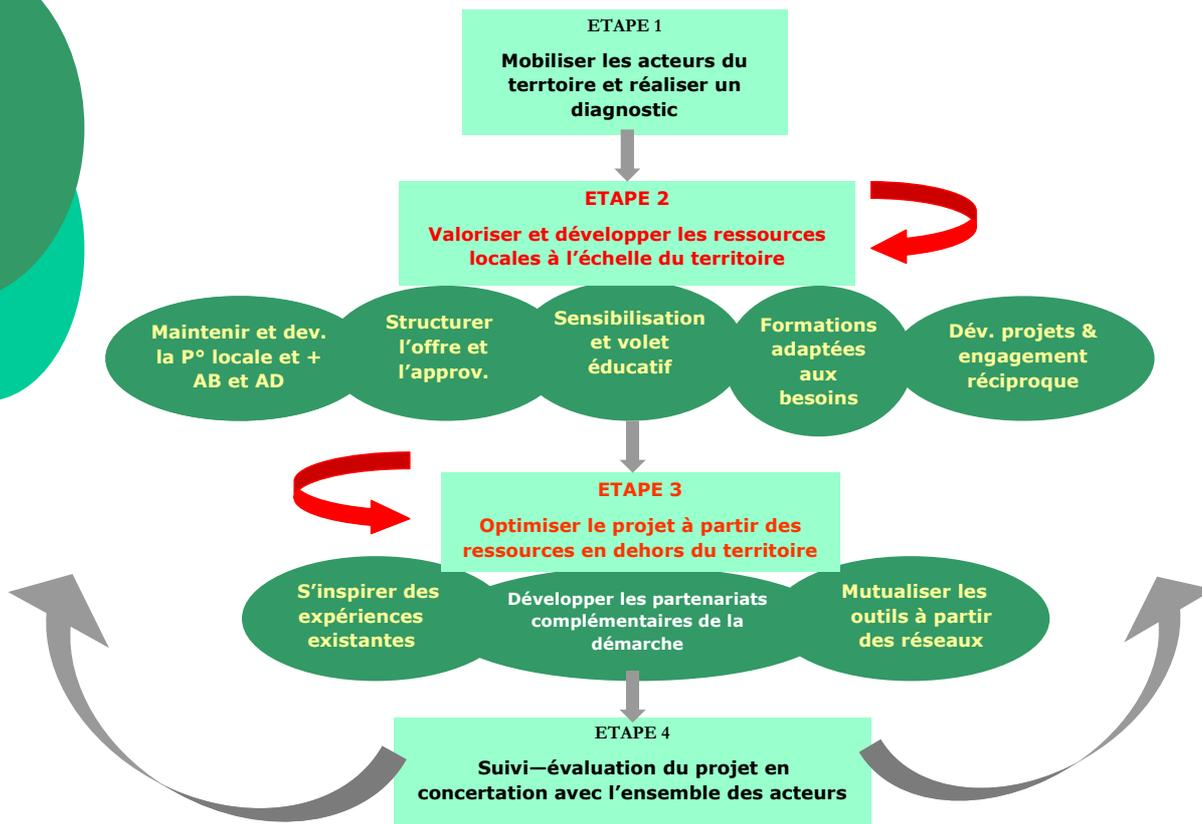 ETAPE 1
Mobiliser les acteurs du
terrtoire et réaliser un
diagnostic
ETAPE 2
Valoriser et développer les ressources
locales à l’échelle du territoire
Maintenir et dev.
la P° locale et +
AB et AD
Structurer
l’offre et
l’approv.
Sensibilisation
et volet
éducatif
Formations
adaptées
aux
besoins
Dév. projets &
engagement
réciproque
ETAPE 3
Optimiser le projet à partir des
ressources en dehors du territoire
S’inspirer des
expériences
existantes
Développer les partenariats
complémentaires de la
démarche
Mutualiser les
outils à partir
des réseaux
ETAPE 4
Suivi—évaluation du projet en
concertation avec l’ensemble des acteurs